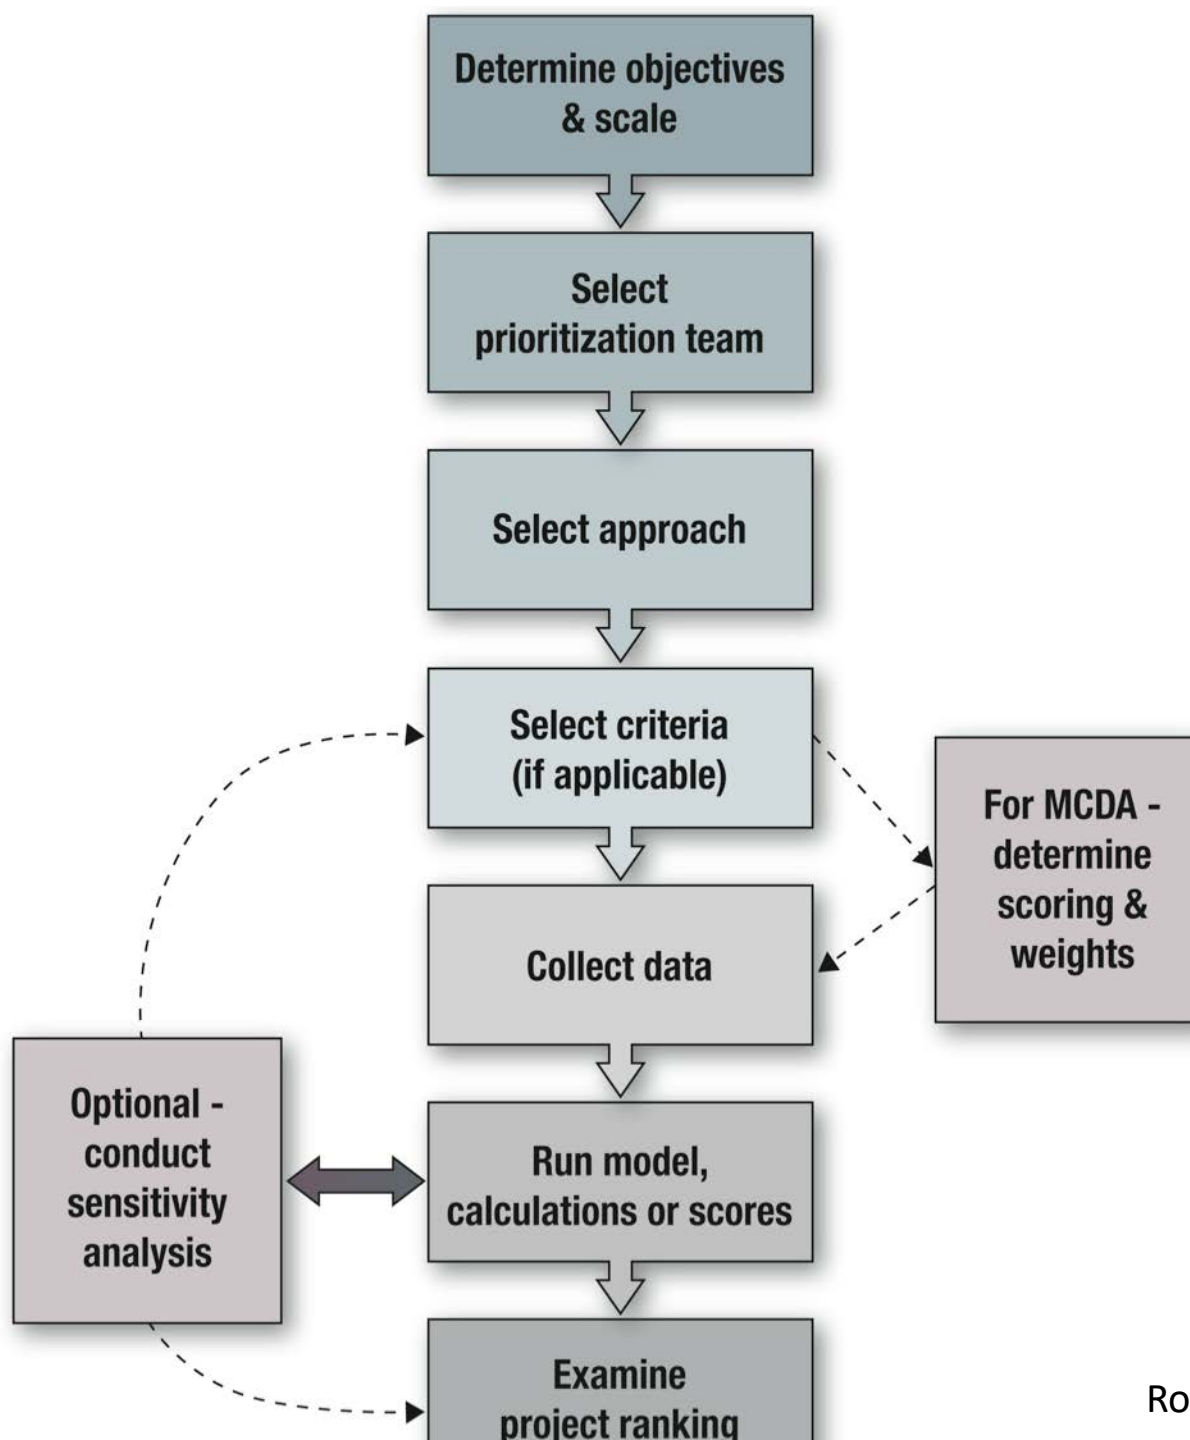 Determine objectives
& scale
Select
prioritization team
Select approach
Select criteria
(if applicable)
For MCDA -
determine
scoring &
weights
Collect data
Optional -
conduct
sensitivity
analysis
Run model,
calculations or scores
Examine
project ranking
Ro